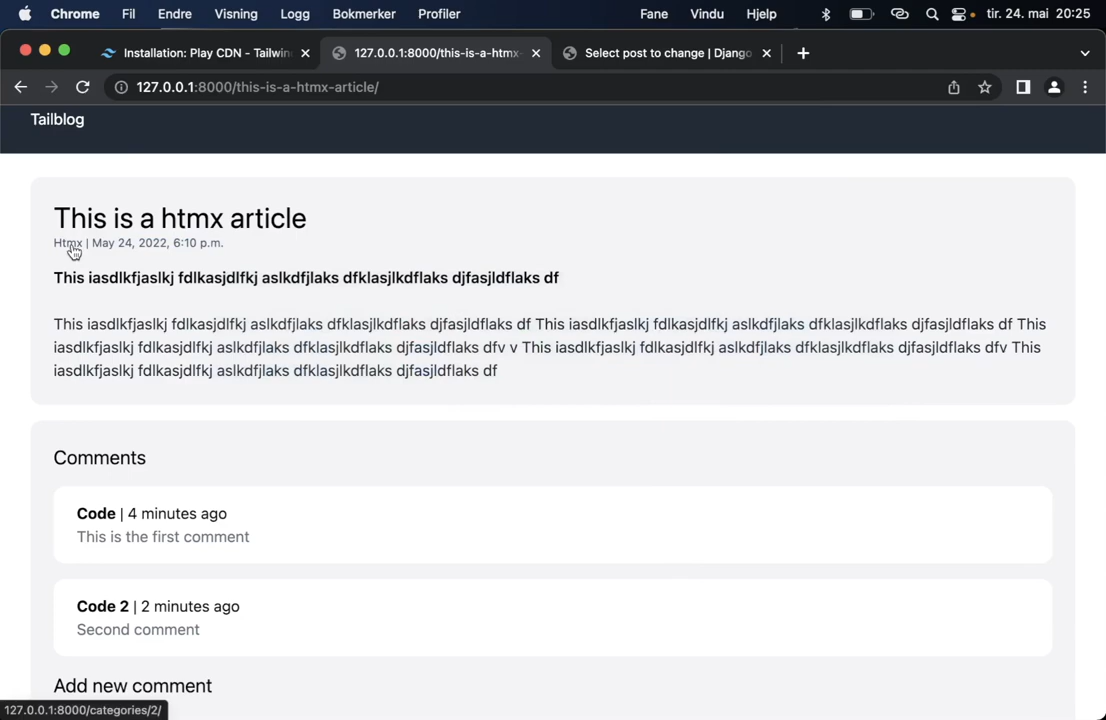 Chrome Fil Endre Visning Logg Bokmerker Profiler Fane Vindu Hjelp tir. 24. mai 20:25
Installation: Play CDN - Tailwin 127.0.0.1:8000/this-is-a-htmx- Select post to change | Django
127.0.0.1:8000/this-is-a-htmx-article/
Tailblog
This is a htmx article
Htmx | May 24, 2022, 6:10 p.m.
This iasdlkfjaslkj fdlkasjdlfkj aslkdfjlaks dfklasjlkdflaks djfasjldflaks df
This iasdlkfjaslkj fdlkasjdlfkj aslkdfjlaks dfklasjlkdflaks djfasjldflaks df This iasdlkfjaslkj fdlkasjdlfkj aslkdfjlaks dfklasjlkdflaks djfasjldflaks df This
iasdlkfjaslkj fdlkasjdlfkj aslkdfjlaks dfklasjlkdflaks djfasjldflaks dfv v This iasdlkfjaslkj fdlkasjdlfkj aslkdfjlaks dfklasjlkdflaks djfasjldflaks dfv This
iasdlkfjaslkj fdlkasjdlfkj aslkdfjlaks dfklasjlkdflaks djfasjldflaks df
Comments
Code | 4 minutes ago
This is the first comment
Code 2 | 2 minutes ago
Second comment
Add new comment
127.0.0.1:8000/categories/2/